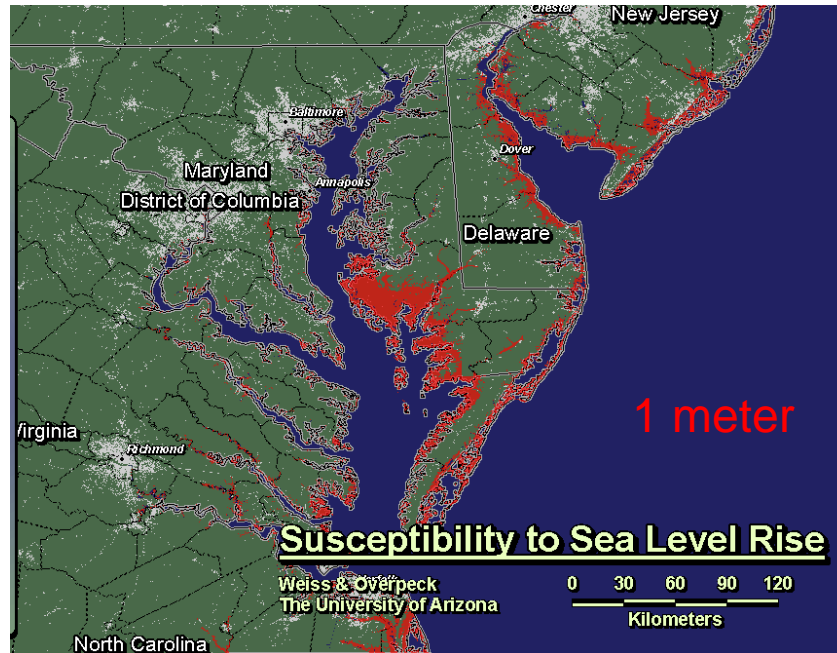 Chester
New Jersey
Baltimore
Dover
Maryland
Annapolis
District of Columbia
Delaware
1 meter
Virginia
Richmond
Susceptibility to Sea Level Rise
Weiss & Overpeck
The University of Arizona
0 30 60 90 120
Kilometers
North Carolina